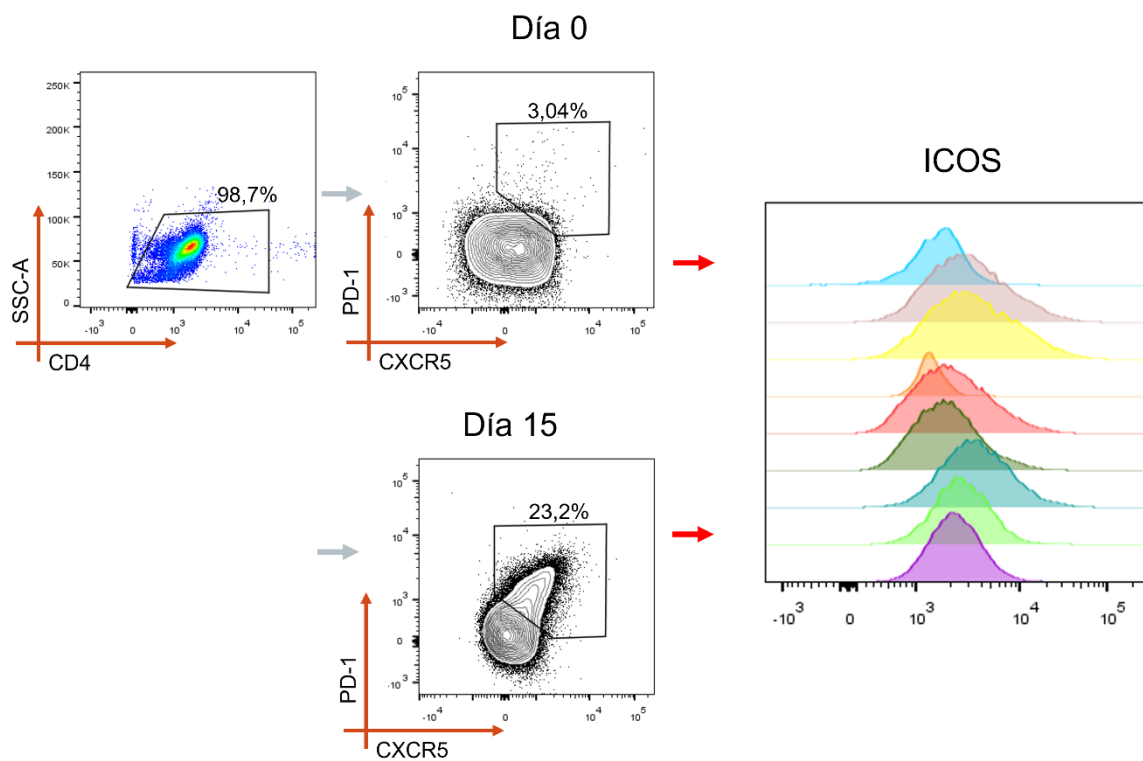 Día 0
250K
200K
150K
100K
50K
0
98,7%
-10³ 0 10³ 10⁴ 10⁵
SSC-A
CD4
10⁵
10⁴
10³
0
-10³
3,04%
-10⁴ 0 10⁴ 10⁵
PD-1
CXCR5
ICOS
-10³ 0 10³ 10⁴ 10⁵
Día 15
10⁵
10⁴
10³
0
-10³
23,2%
-10⁴ 0 10⁴ 10⁵
PD-1
CXCR5